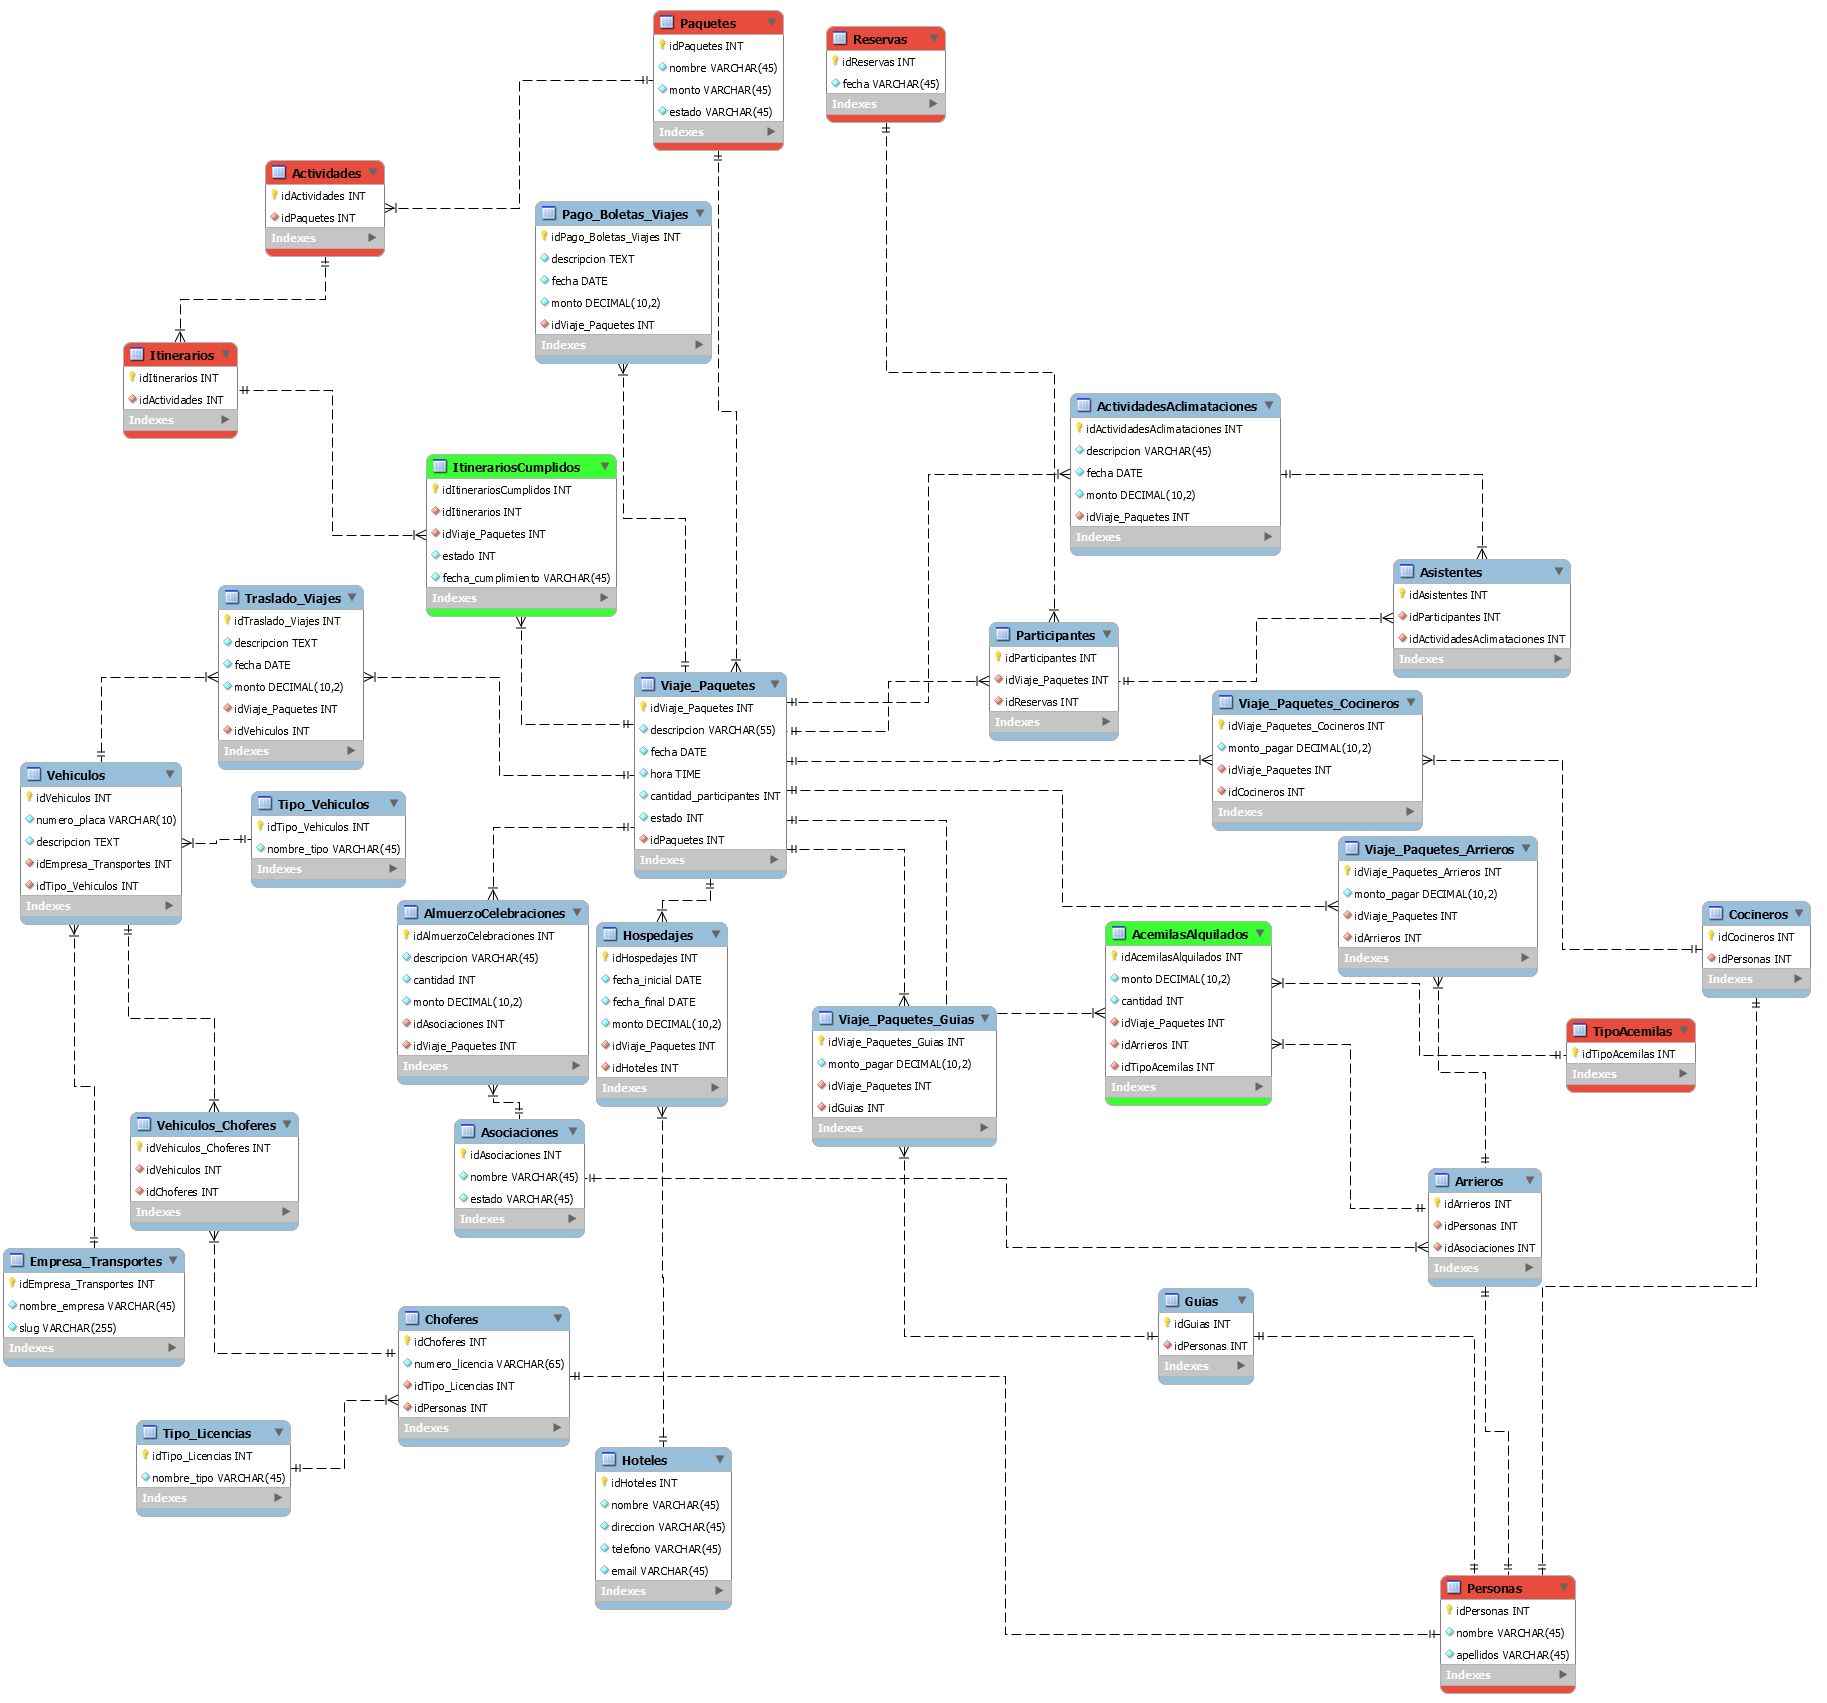 Paquetes
idPaquetes INT
nombre VARCHAR(45)
monto VARCHAR(45)
estado VARCHAR(45)
Indexes
Reservas
idReservas INT
fecha VARCHAR(45)
Indexes
Actividades
idActividades INT
idPaquetes INT
Indexes
Pago_Boletas_Viajes
idPago_Boletas_Viajes INT
descripcion TEXT
fecha DATE
monto DECIMAL(10,2)
idViaje_Paquetes INT
Indexes
Itinerarios
idItinerarios INT
idActividades INT
Indexes
ActividadesAclimataciones
idActividadesAclimataciones INT
descripcion VARCHAR(45)
fecha DATE
monto DECIMAL(10,2)
idViaje_Paquetes INT
Indexes
ItinerariosCumplidos
idItinerariosCumplidos INT
idItinerarios INT
idViaje_Paquetes INT
estado INT
fecha_cumplimiento VARCHAR(45)
Indexes
Asistentes
idAsistentes INT
idParticipantes INT
idActividadesAclimataciones INT
Indexes
Traslado_Viajes
idTraslado_Viajes INT
descripcion TEXT
fecha DATE
monto DECIMAL(10,2)
idViaje_Paquetes INT
idVehiculos INT
Indexes
Participantes
idParticipantes INT
idViaje_Paquetes INT
idReservas INT
Indexes
Viaje_Paquetes
idViaje_Paquetes INT
descripcion VARCHAR(55)
fecha DATE
hora TIME
cantidad_participantes INT
estado INT
idPaquetes INT
Indexes
Viaje_Paquetes_Cocineros
idViaje_Paquetes_Cocineros INT
monto_pagar DECIMAL(10,2)
idViaje_Paquetes INT
idCocineros INT
Indexes
Vehiculos
idVehiculos INT
numero_placa VARCHAR(10)
descripcion TEXT
idEmpresa_Transportes INT
idTipo_Vehiculos INT
Indexes
Tipo_Vehiculos
idTipo_Vehiculos INT
nombre_tipo VARCHAR(45)
Indexes
Viaje_Paquetes_Arrieros
idViaje_Paquetes_Arrieros INT
monto_pagar DECIMAL(10,2)
idViaje_Paquetes INT
idArrieros INT
Indexes
AlmuerzoCelebraciones
idAlmuerzoCelebraciones INT
descripcion VARCHAR(45)
cantidad INT
monto DECIMAL(10,2)
idAsociaciones INT
idViaje_Paquetes INT
Indexes
Hospedajes
idHospedajes INT
fecha_inicial DATE
fecha_final DATE
monto DECIMAL(10,2)
idViaje_Paquetes INT
idHoteles INT
Indexes
AcemilasAlquilados
idAcemilasAlquilados INT
monto DECIMAL(10,2)
cantidad INT
idViaje_Paquetes INT
idArrieros INT
idTipoAcemilas INT
Indexes
Cocineros
idCocineros INT
idPersonas INT
Indexes
Viaje_Paquetes_Guias
idViaje_Paquetes_Guias INT
monto_pagar DECIMAL(10,2)
idViaje_Paquetes INT
idGuias INT
Indexes
TipoAcemilas
idTipoAcemilas INT
Indexes
Vehiculos_Choferes
idVehiculos_Choferes INT
idVehiculos INT
idChoferes INT
Indexes
Asociaciones
idAsociaciones INT
nombre VARCHAR(45)
estado VARCHAR(45)
Indexes
Arrieros
idArrieros INT
idPersonas INT
idAsociaciones INT
Indexes
Empresa_Transportes
idEmpresa_Transportes INT
nombre_empresa VARCHAR(45)
slug VARCHAR(255)
Indexes
Guias
idGuias INT
idPersonas INT
Indexes
Choferes
idChoferes INT
numero_licencia VARCHAR(65)
idTipo_Licencias INT
idPersonas INT
Indexes
Tipo_Licencias
idTipo_Licencias INT
nombre_tipo VARCHAR(45)
Indexes
Hoteles
idHoteles INT
nombre VARCHAR(45)
direccion VARCHAR(45)
telefono VARCHAR(45)
email VARCHAR(45)
Indexes
Personas
idPersonas INT
nombre VARCHAR(45)
apellidos VARCHAR(45)
Indexes